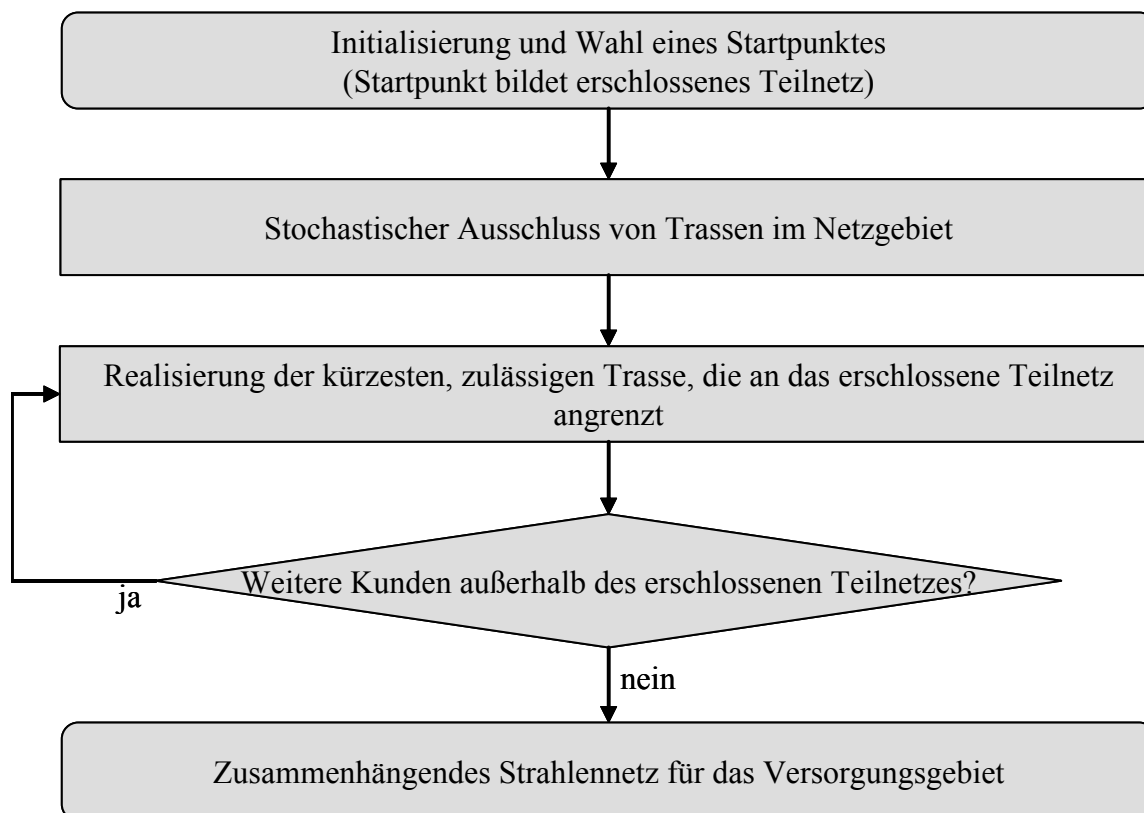 Initialisierung und Wahl eines Startpunktes
(Startpunkt bildet erschlossenes Teilnetz)
Stochastischer Ausschluss von Trassen im Netzgebiet
Realisierung der kürzesten, zulässigen Trasse, die an das erschlossene Teilnetz
angrenzt
Weitere Kunden außerhalb des erschlossenen Teilnetzes?
ja
nein
Zusammenhängendes Strahlennetz für das Versorgungsgebiet